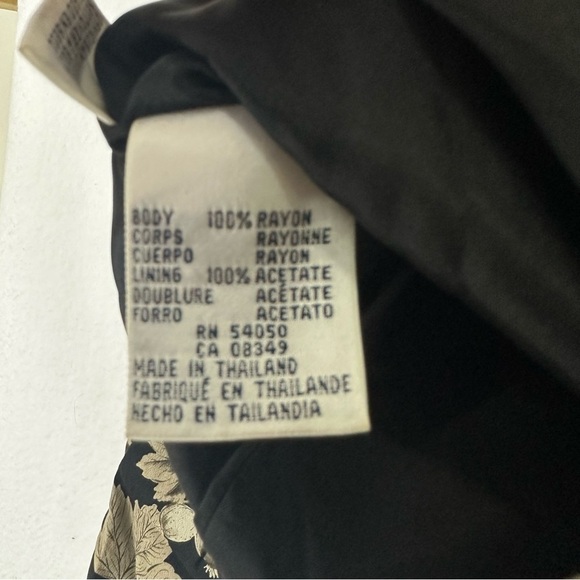 BODY 100% RAYON
CORPS RAYONNE
CUERPO RAYON
LINING 100% ACETATE
DOUBLURE ACÉTATE
FORRO ACETATO
RN 54050
CA 08349
MADE IN THAILAND
FABRIQUÉ EN THAILANDE
HECHO EN TAILANDIA